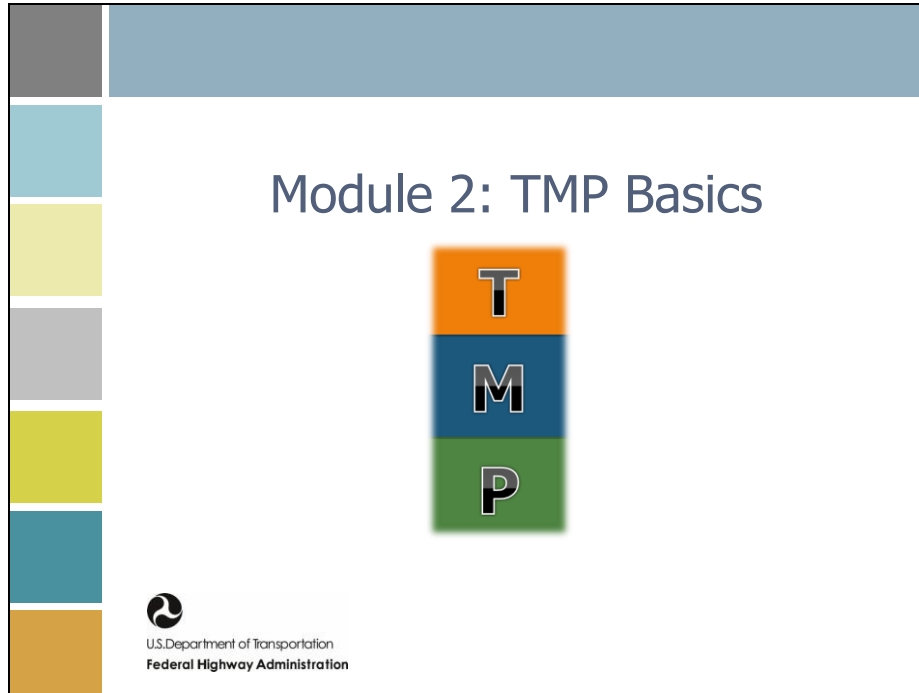 Module 2: TMP Basics
T
M
P
U.S.Department of Transportation
Federal Highway Administration